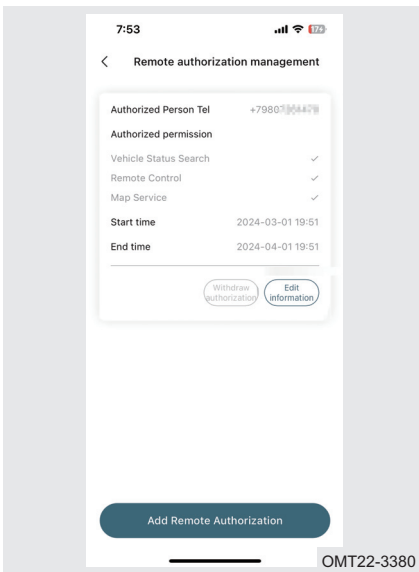 7:53
17
Remote authorization management
Authorized Person Tel
Authorized permission
Vehicle Status Search ✓
Remote Control ✓
Map Service ✓
Start time 2024-03-01 19:51
End time 2024-04-01 19:51
Withdraw authorization
Edit information
Add Remote Authorization
OMT22-3380